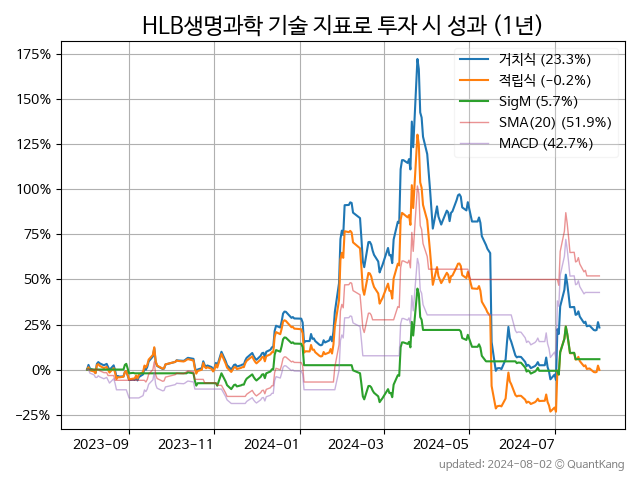 HLB생명과학 기술 지표로 투자 시 성과 (1년)
175%
150%
125%
100%
75%
50%
25%
0%
−25%
거치식 (23.3%)
적립식 (−0.2%)
SigM (5.7%)
SMA(20) (51.9%)
MACD (42.7%)
2023-09
2023-11
2024-01
2024-03
2024-05
2024-07
updated: 2024-08-02 ⓒ QuantKang